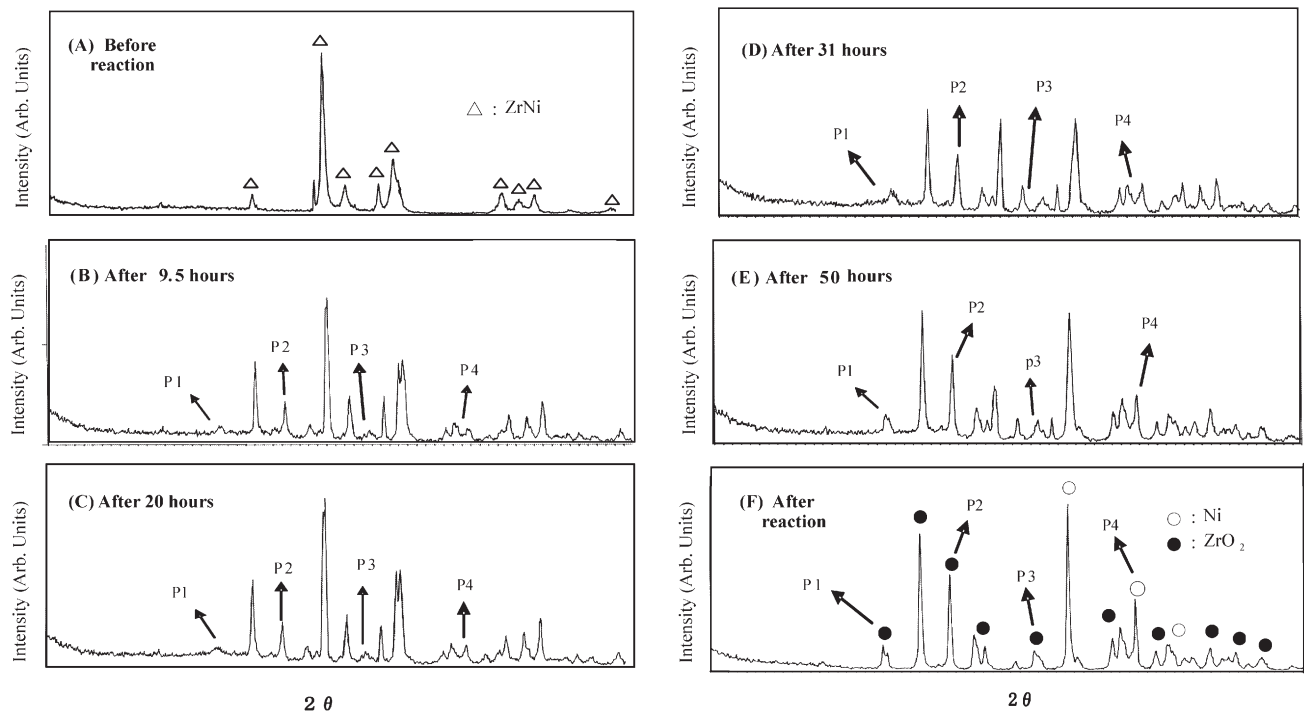 Intensity (Arb. Units)
(A) Before
reaction
△ : ZrNi
Intensity (Arb. Units)
(B) After 9.5 hours
P1
P2
P3
P4
Intensity (Arb. Units)
(C) After 20 hours
P1
P2
P3
P4
2 θ
Intensity (Arb. Units)
(D) After 31 hours
P1
P2
P3
P4
Intensity (Arb. Units)
(E) After 50 hours
P1
P2
p3
P4
Intensity (Arb. Units)
(F) After
reaction
P1
P2
P3
P4
○ : Ni
● : ZrO₂
2 θ